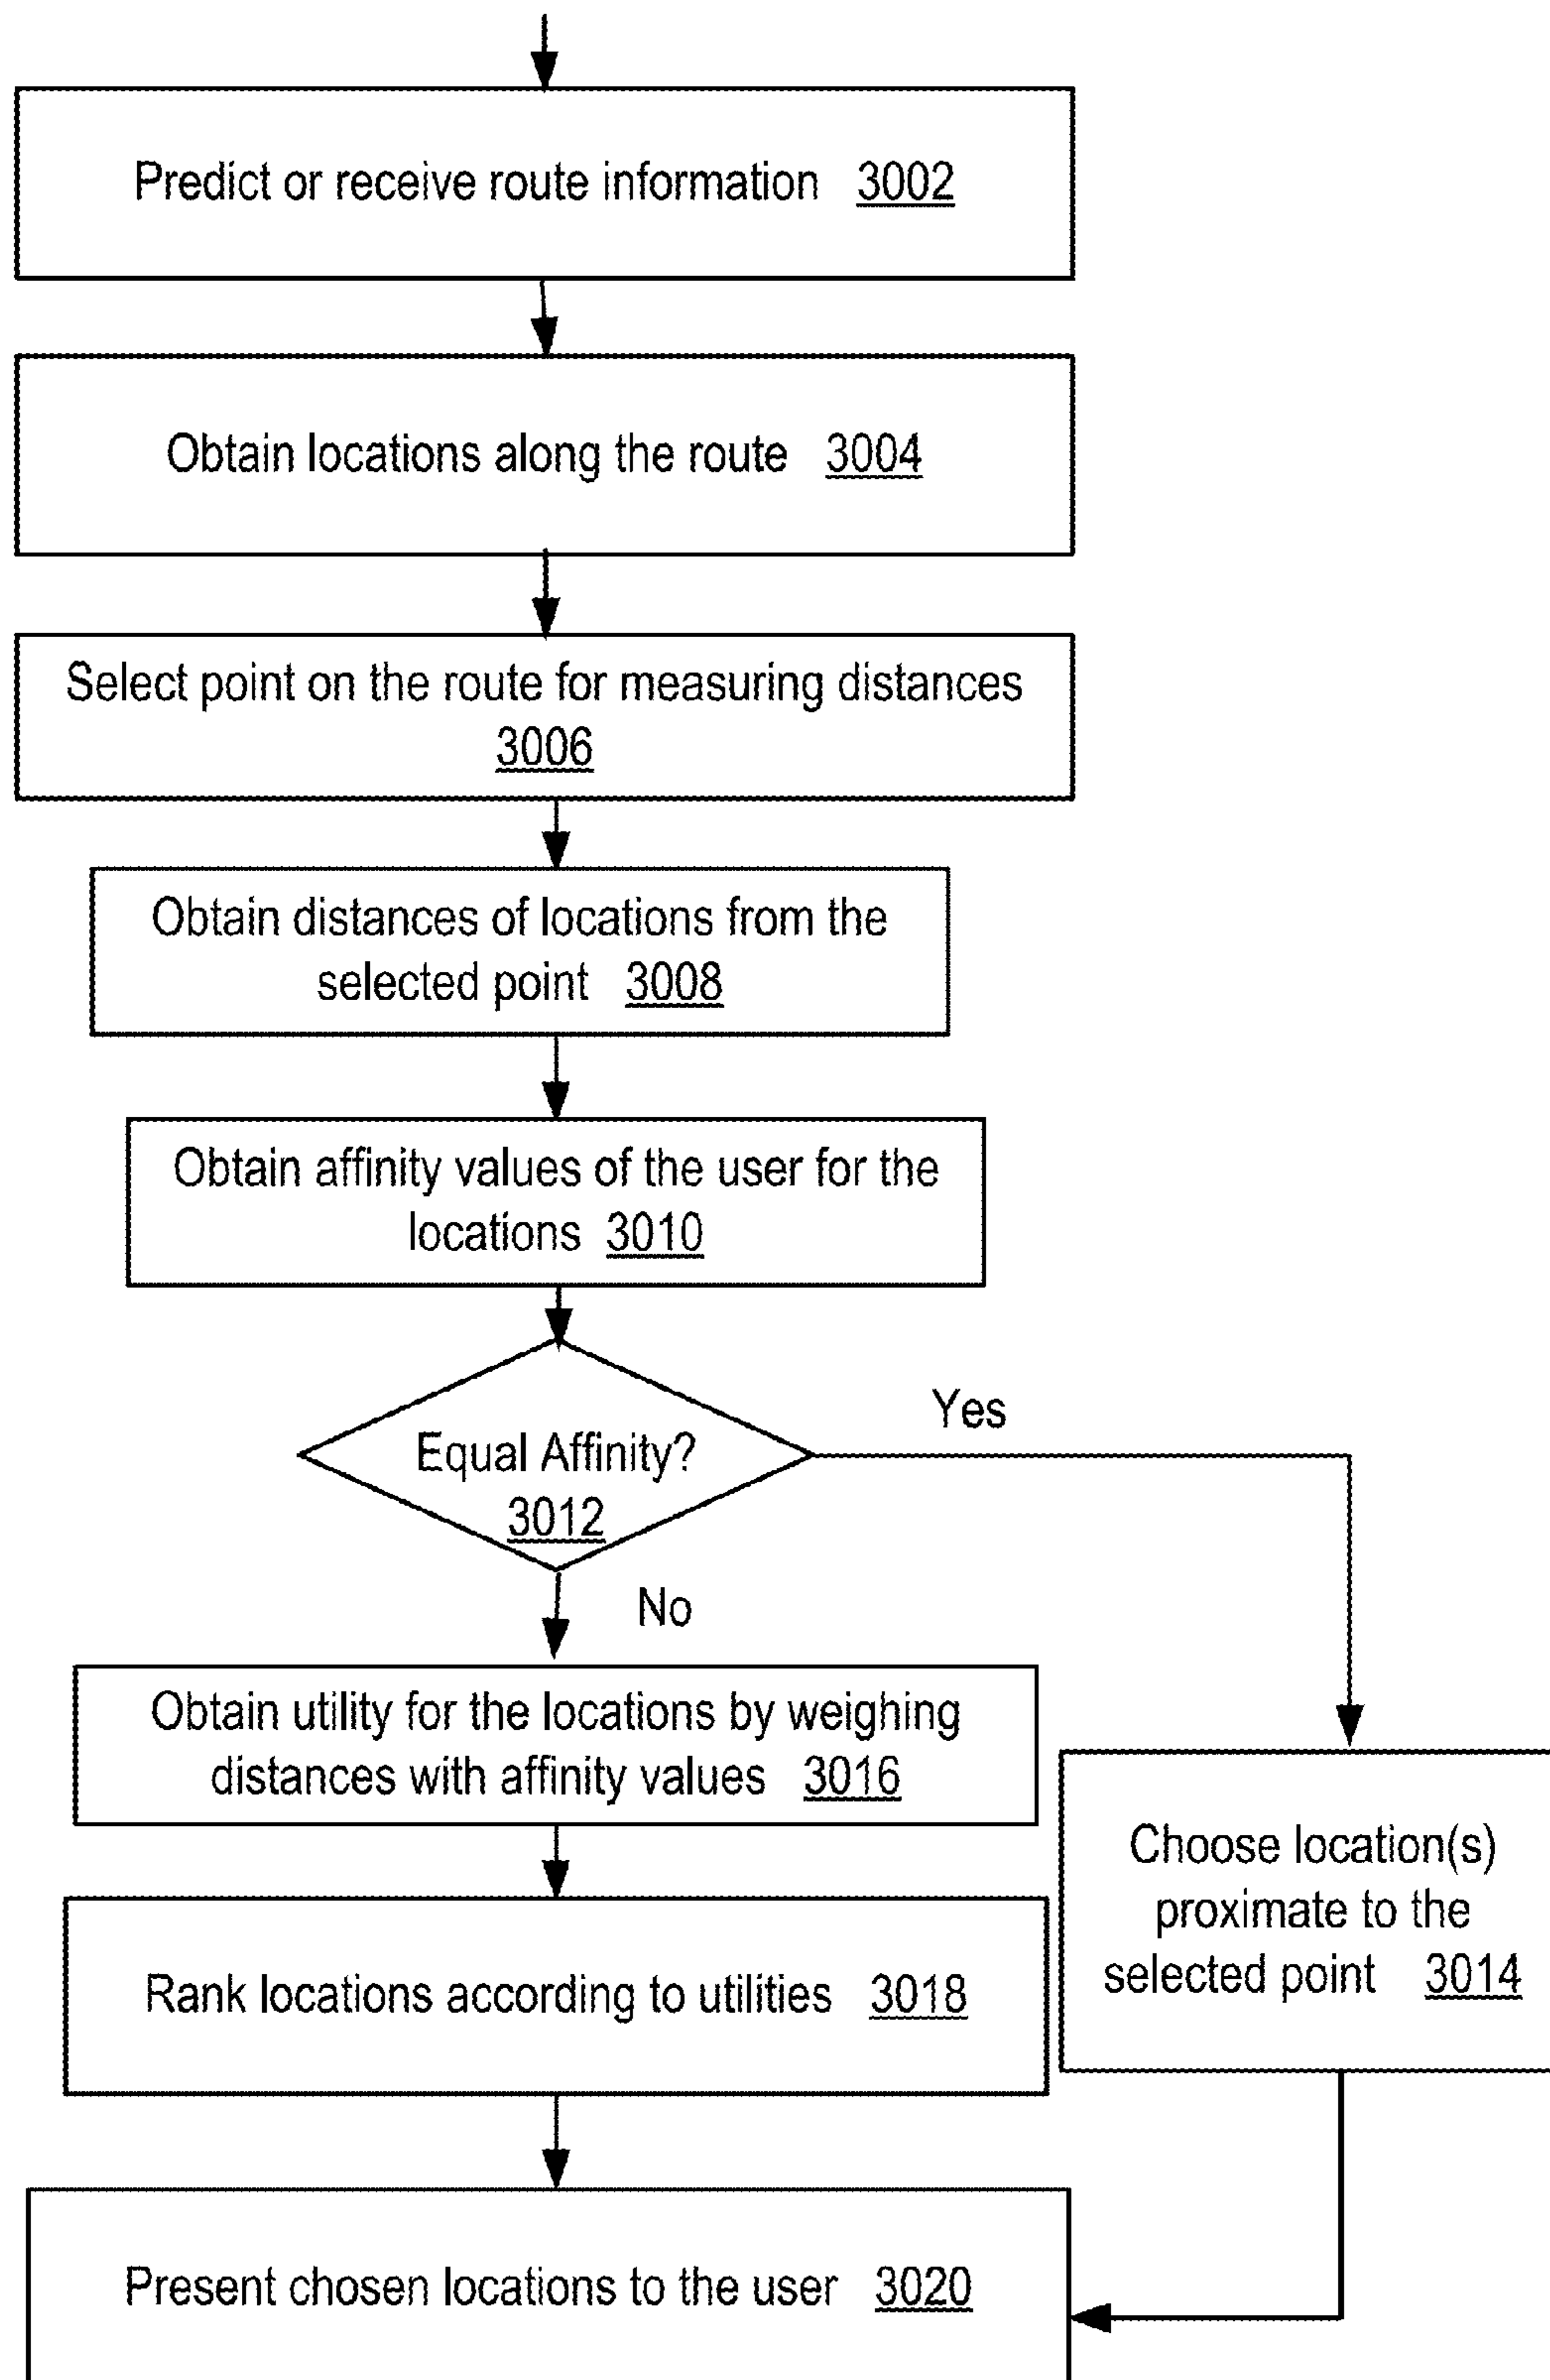 Predict or receive route information 3002
Obtain locations along the route 3004
Select point on the route for measuring distances
3006
Obtain distances of locations from the
selected point 3008
Obtain affinity values of the user for the
locations 3010
Equal Affinity?
3012
Yes
No
Obtain utility for the locations by weighing
distances with affinity values 3016
Choose location(s)
proximate to the
selected point 3014
Rank locations according to utilities 3018
Present chosen locations to the user 3020